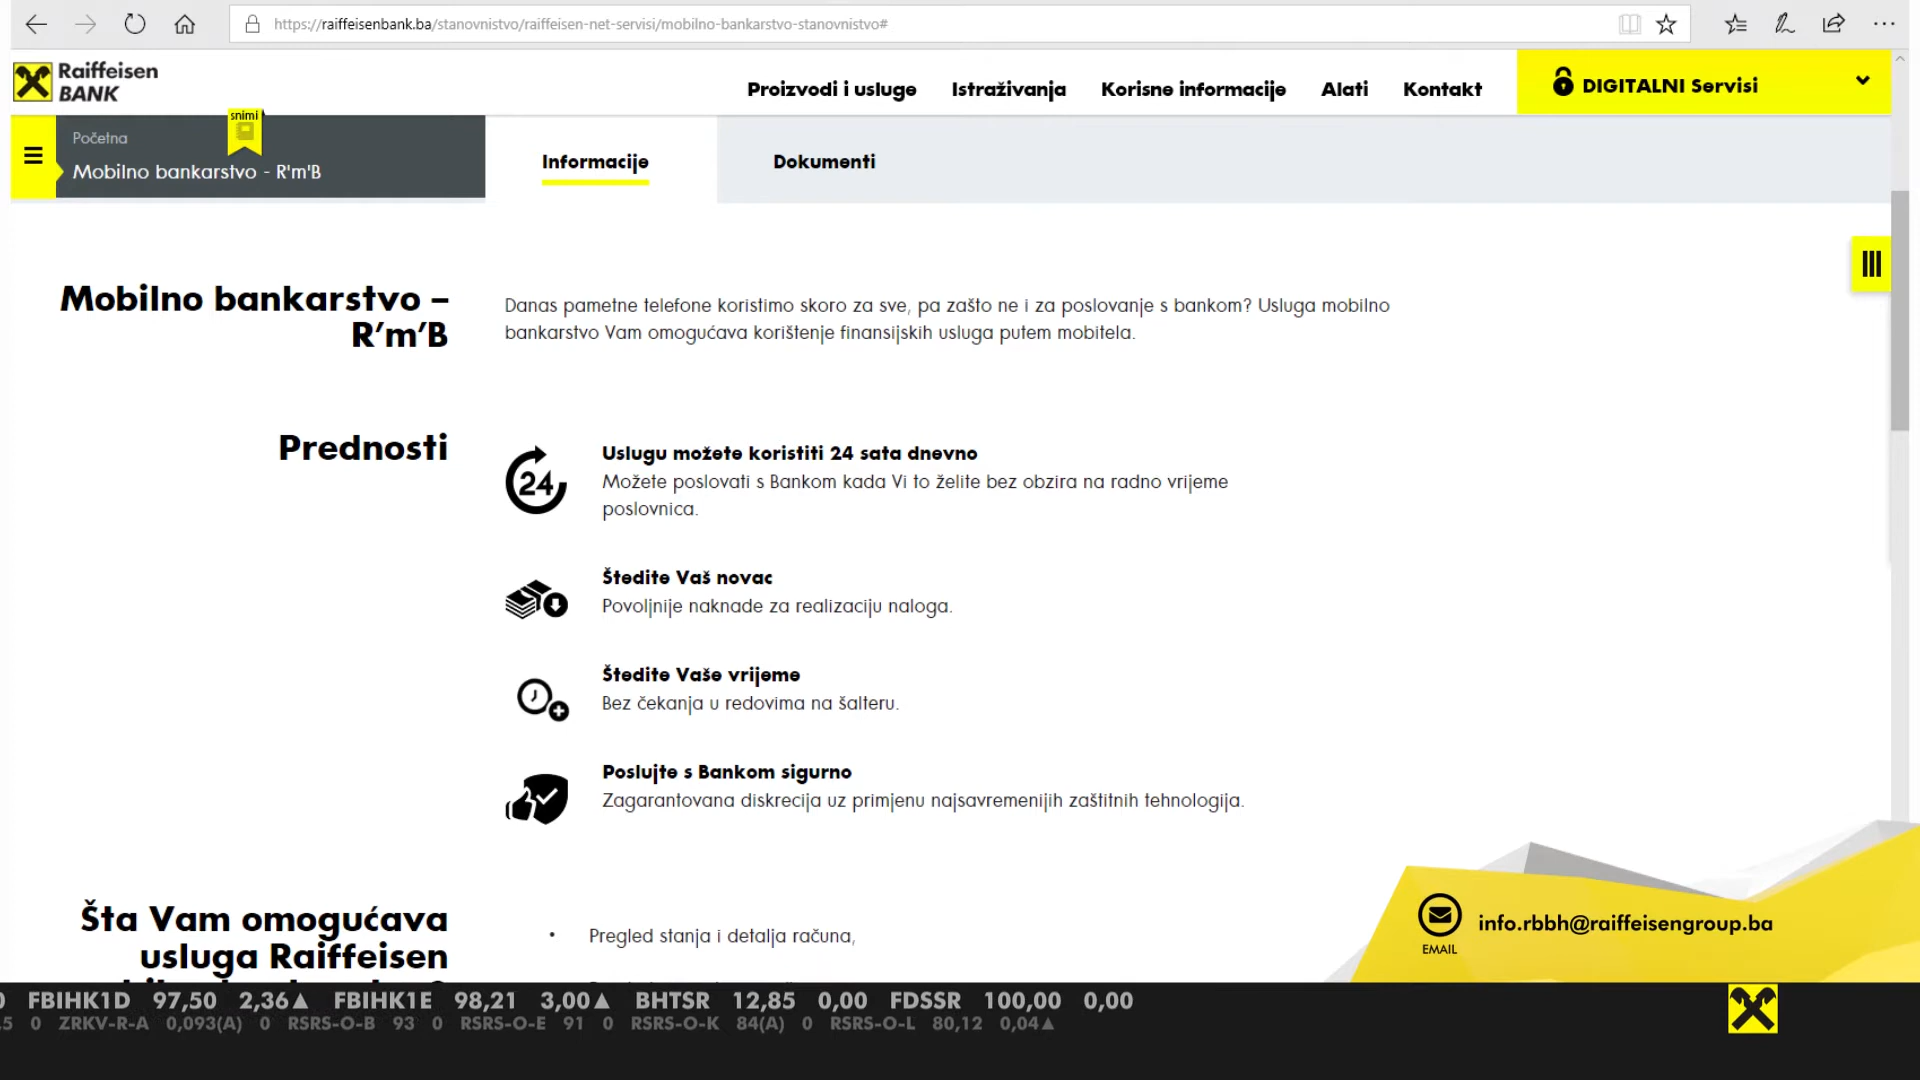 https://raiffeisenbank.ba/stanovnistvo/raiffeisen-net-servisi/mobilno-bankarstvo-stanovnistvo#
Raiffeisen
BANK
Proizvodi i usluge Istraživanja Korisne informacije Alati Kontakt DIGITALNI Servisi
snimi
Početna
Mobilno bankarstvo - R'm'B
Informacije Dokumenti
Mobilno bankarstvo –
R’m’B
Danas pametne telefone koristimo skoro za sve, pa zašto ne i za poslovanje s bankom? Usluga mobilno
bankarstvo Vam omogućava korištenje finansijskih usluga putem mobitela.
Prednosti
24
Uslugu možete koristiti 24 sata dnevno
Možete poslovati s Bankom kada Vi to želite bez obzira na radno vrijeme
poslovnica.
Štedite Vaš novac
Povoljnije naknade za realizaciju naloga.
Štedite Vaše vrijeme
Bez čekanja u redovima na šalteru.
Poslujte s Bankom sigurno
Zagarantovana diskrecija uz primjenu najsavremenijih zaštitnih tehnologija.
Šta Vam omogućava
usluga Raiffeisen
• Pregled stanja i detalja računa,
info.rbbh@raiffeisengroup.ba
EMAIL
0 FBIHK1D 97,50 2,36▲ FBIHK1E 98,21 3,00▲ BHTSR 12,85 0,00 FDSSR 100,00 0,00
5 0 ZRKV-R-A 0,093(A) 0 RSRS-O-B 93 0 RSRS-O-E 91 0 RSRS-O-K 84(A) 0 RSRS-O-L 80,12 0,04▲